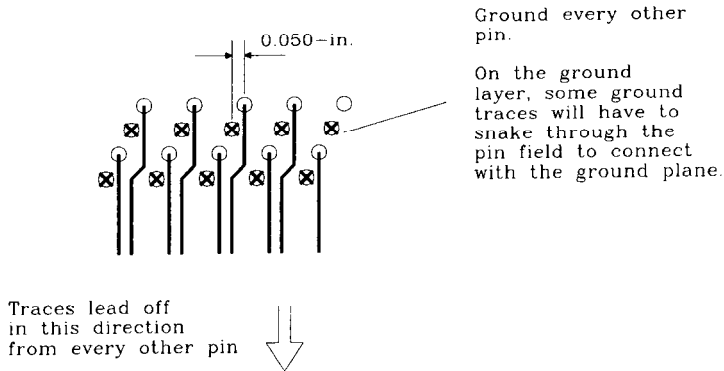 Ground every other
pin.
0.050-in.
On the ground
layer, some ground
traces will have to
snake through the
pin field to connect
with the ground plane.
Traces lead off
in this direction
from every other pin